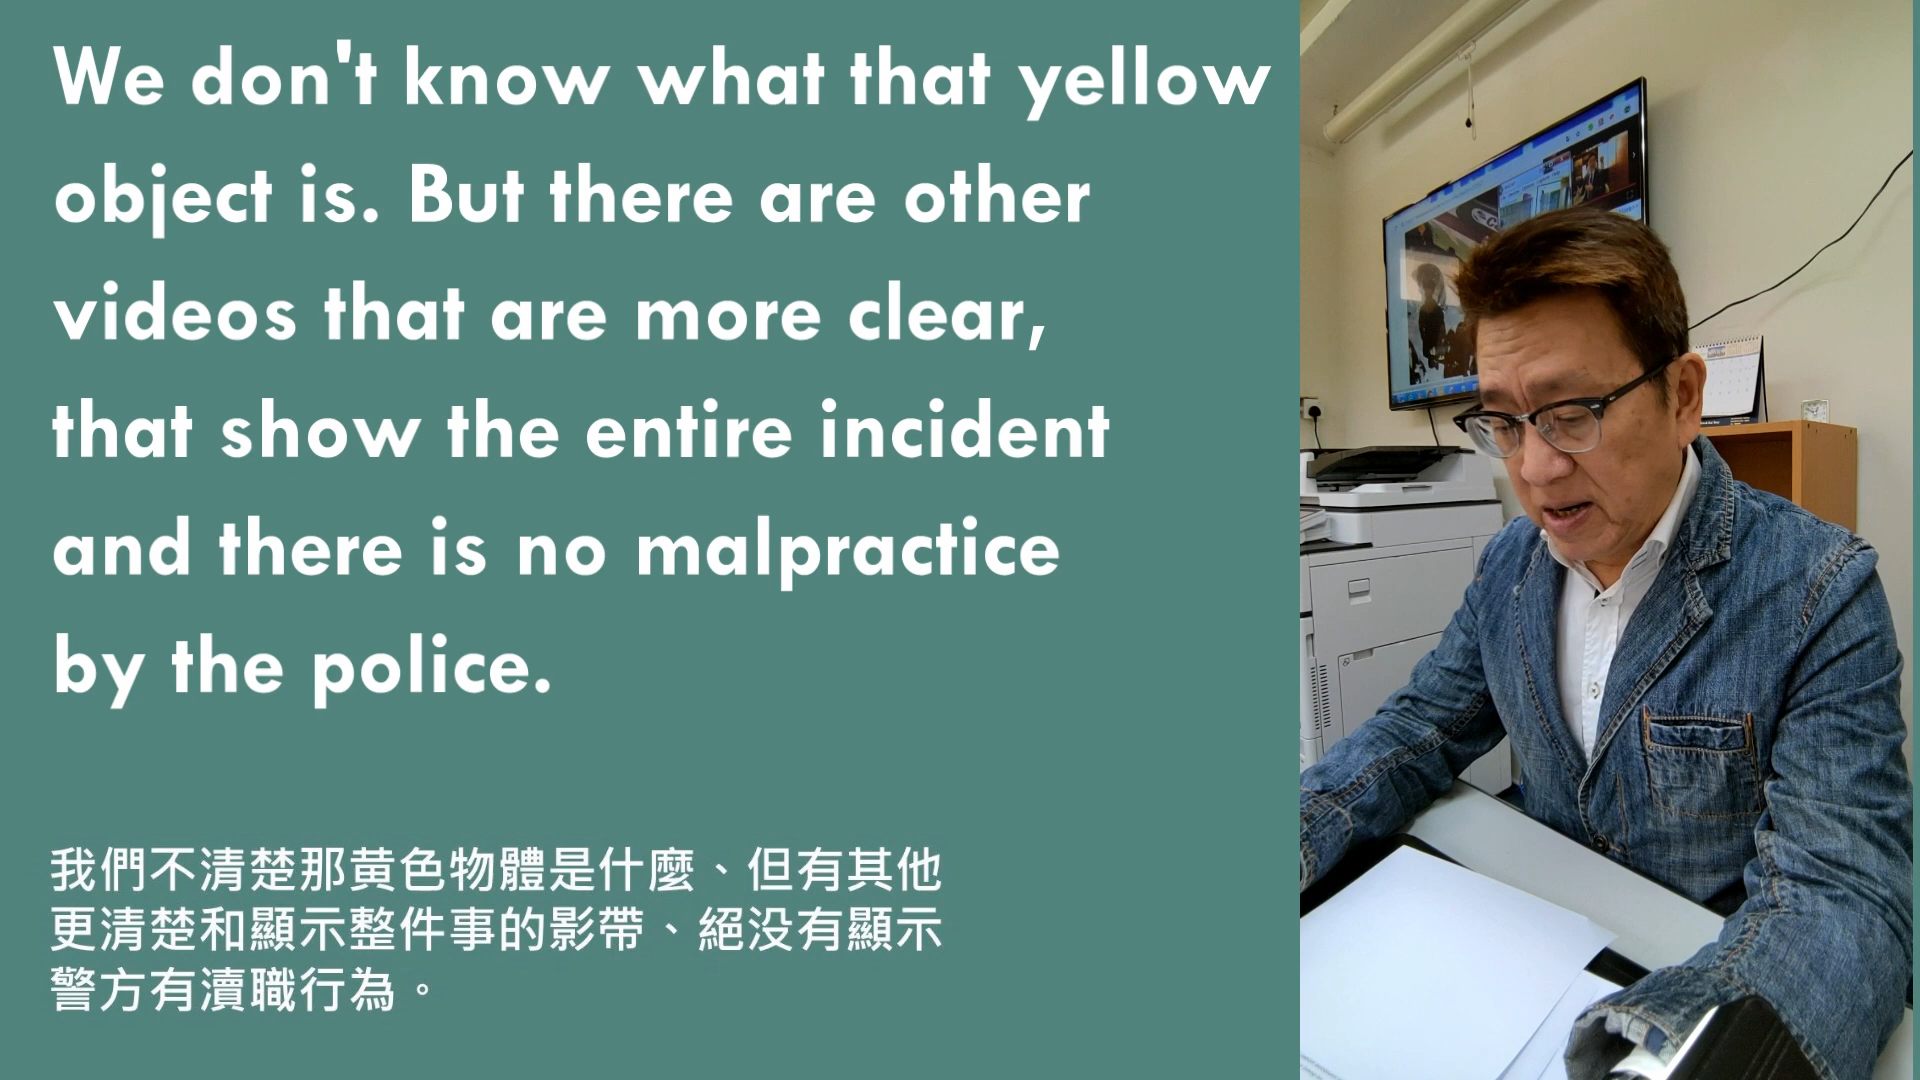 We don't know what that yellow
object is. But there are other
videos that are more clear,
that show the entire incident
and there is no malpractice
by the police.
我們不清楚那黃色物體是什麼、但有其他
更清楚和顯示整件事的影帶、絕没有顯示
警方有瀆職行為。